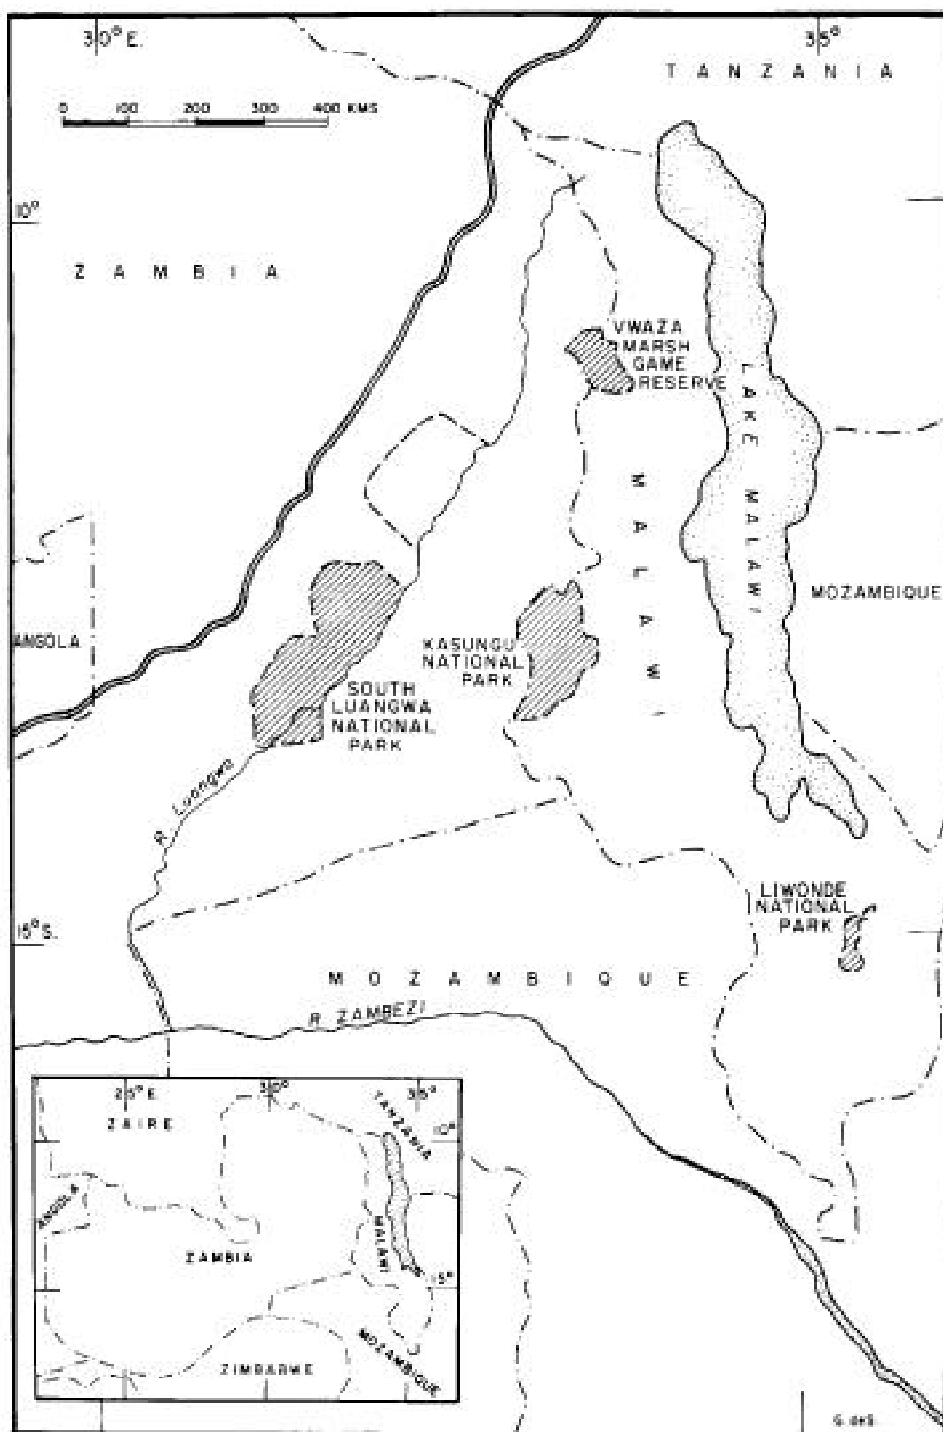 30° E.
35°
TANZANIA
0 100 200 300 400 KMS
10°
ZAMBIA
VWAZA
MARSH
GAME
RESERVE
LAKE MALAWI
MALAWI
MOZAMBIQUE
ANGOLA
KASUNGU
NATIONAL
PARK
SOUTH
LUANGWA
NATIONAL
PARK
R Luangwa
LIWONDE
NATIONAL
PARK
15° S.
MOZAMBIQUE
R. ZAMBEZI
25° E.
30°
35°
ZAIRE
TANZANIA
10°
ANGOLA
MALAWI
ZAMBIA
15°
MOZAMBIQUE
ZIMBABWE
G. deS.